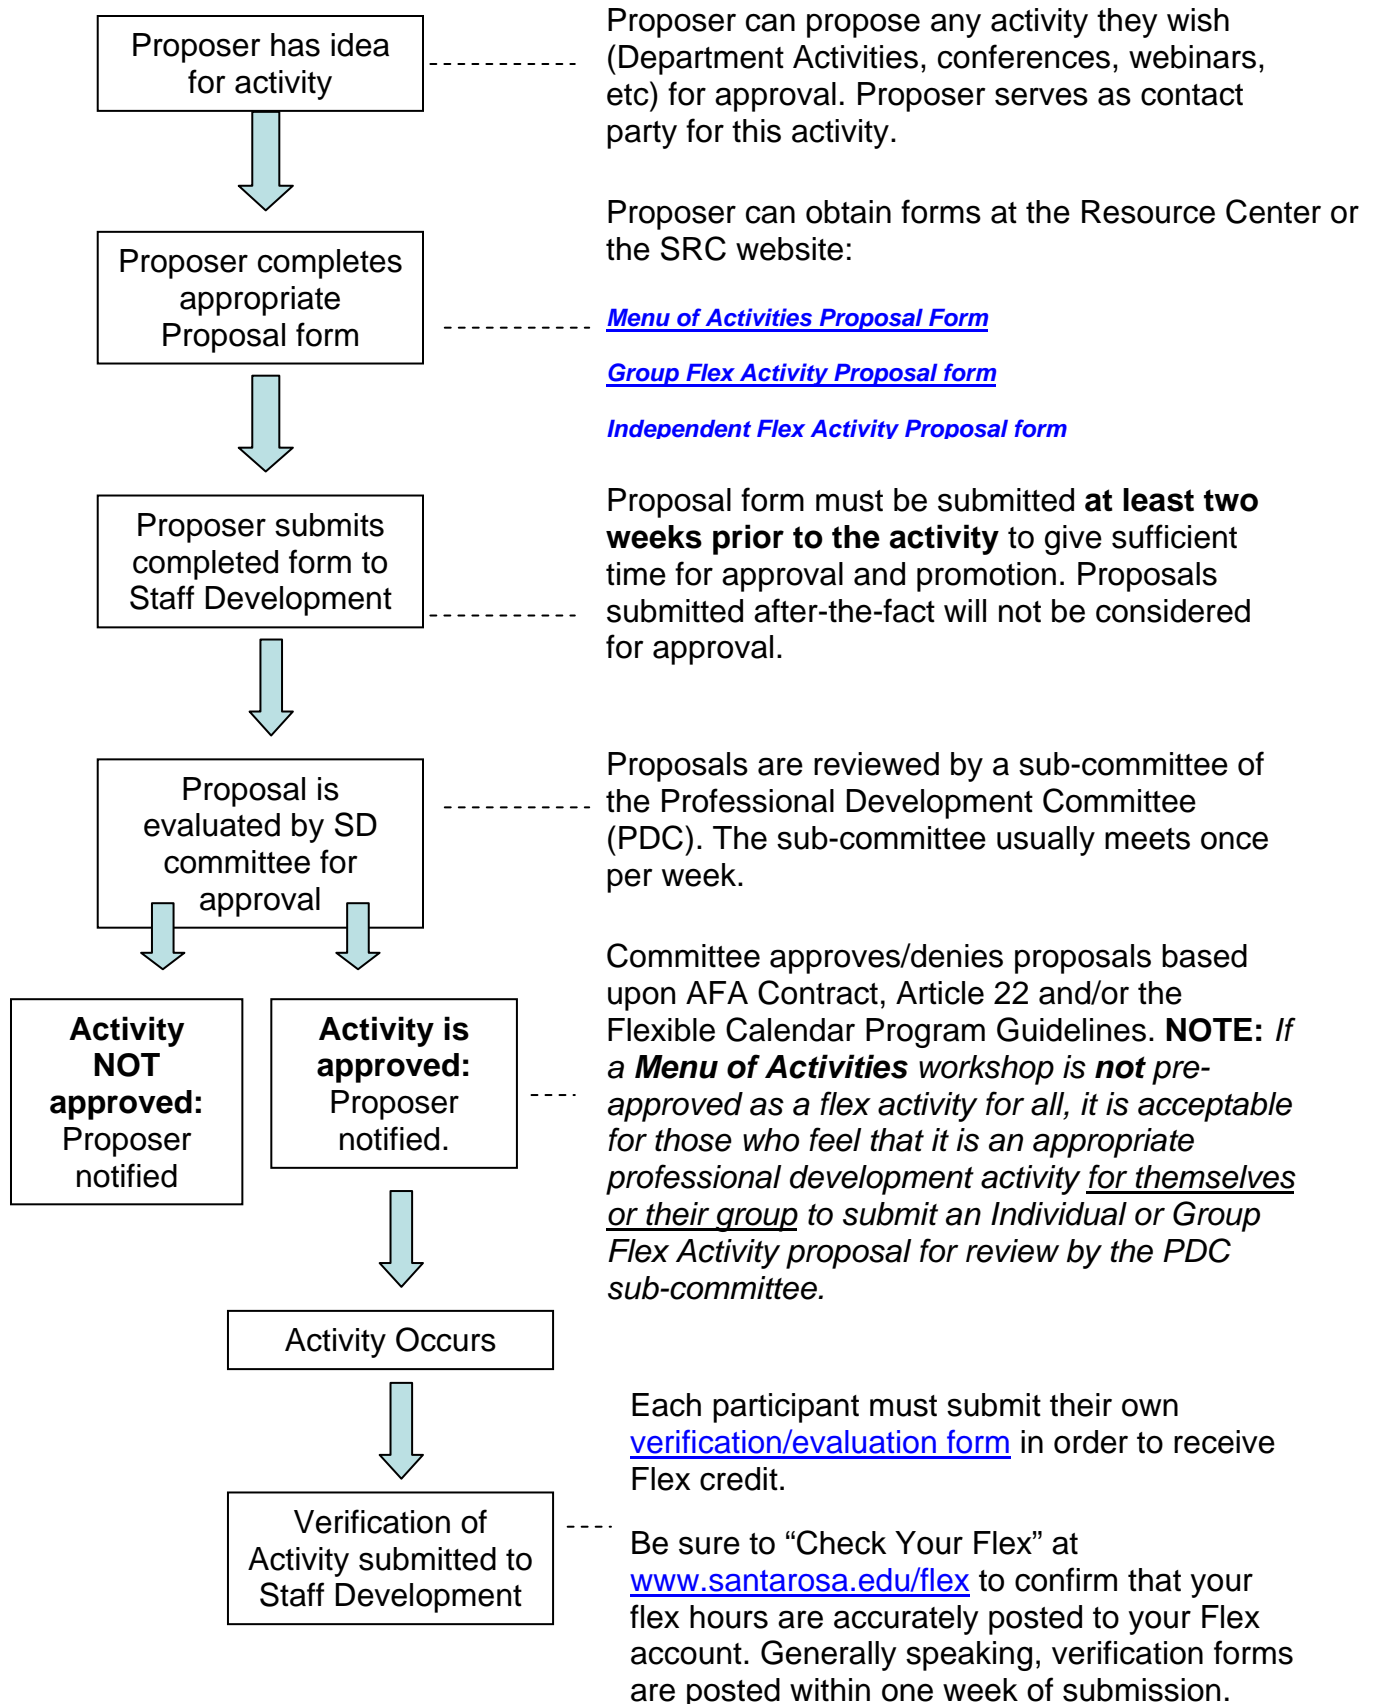 Proposer has idea
for activity
Proposer can propose any activity they wish
(Department Activities, conferences, webinars,
etc) for approval. Proposer serves as contact
party for this activity.
Proposer completes
appropriate
Proposal form
Proposer can obtain forms at the Resource Center or
the SRC website:
Menu of Activities Proposal Form
Group Flex Activity Proposal form
Independent Flex Activity Proposal form
Proposer submits
completed form to
Staff Development
Proposal form must be submitted at least two
weeks prior to the activity to give sufficient
time for approval and promotion. Proposals
submitted after-the-fact will not be considered
for approval.
Proposal is
evaluated by SD
committee for
approval
Proposals are reviewed by a sub-committee of
the Professional Development Committee
(PDC). The sub-committee usually meets once
per week.
Activity
NOT
approved:
Proposer
notified
Activity is
approved:
Proposer
notified.
Committee approves/denies proposals based
upon AFA Contract, Article 22 and/or the
Flexible Calendar Program Guidelines. NOTE: If
a Menu of Activities workshop is not pre-
approved as a flex activity for all, it is acceptable
for those who feel that it is an appropriate
professional development activity for themselves
or their group to submit an Individual or Group
Flex Activity proposal for review by the PDC
sub-committee.
Activity Occurs
Verification of
Activity submitted to
Staff Development
Each participant must submit their own
verification/evaluation form in order to receive
Flex credit.
Be sure to “Check Your Flex” at
www.santarosa.edu/flex to confirm that your
flex hours are accurately posted to your Flex
account. Generally speaking, verification forms
are posted within one week of submission.